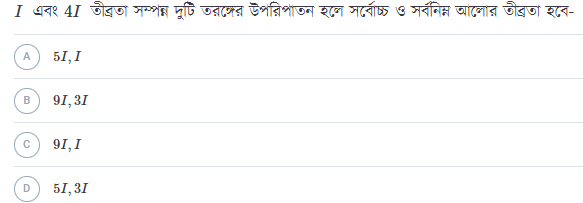 I এবং 4I তীব্রতা সম্পন্ন দুটি তরঙ্গের উপরিপাতন হলে সর্বোচ্চ ও সর্বনিম্ন আলোর তীব্রতা হবে-
A 5I, I
B 9I, 3I
C 9I, I
D 5I, 3I